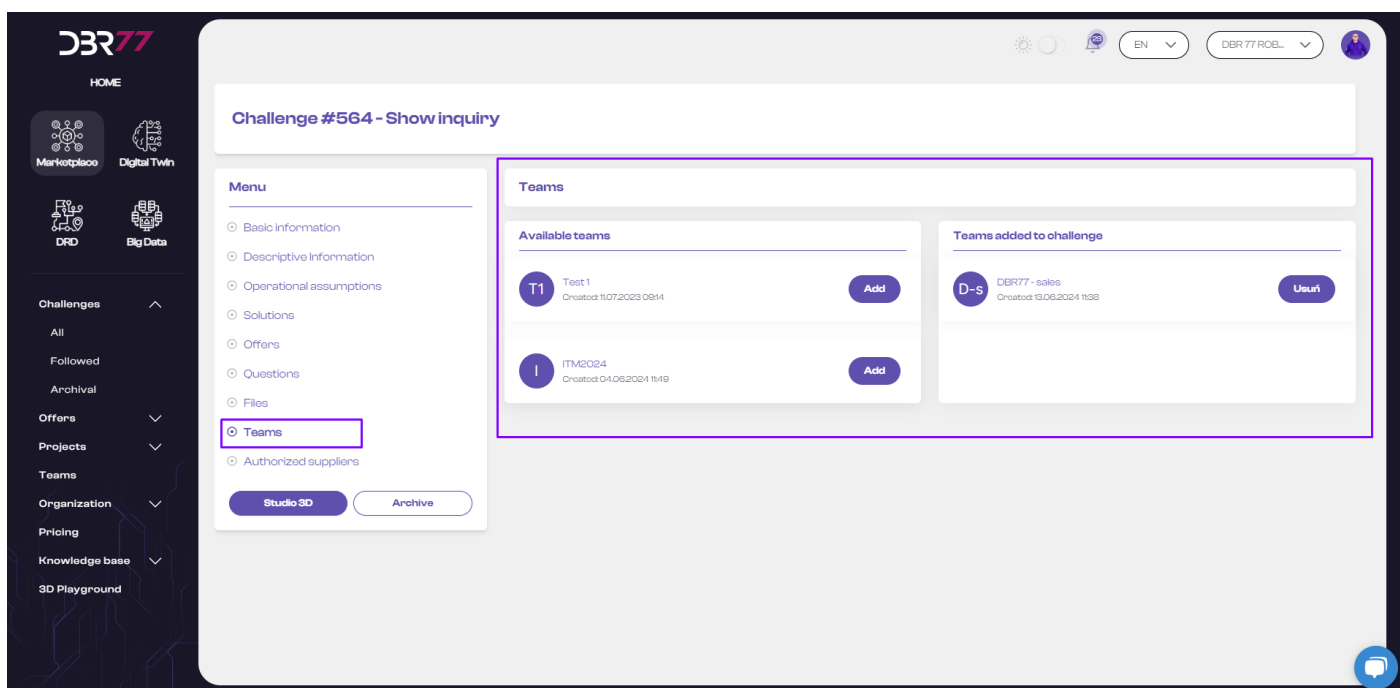 DBR77
HOME
Marketplace
Digital Twin
DRD
Big Data
Challenges
All
Followed
Archival
Offers
Projects
Teams
Organization
Pricing
Knowledge base
3D Playground
23
EN
DBR 77 ROB...
Challenge #564 - Show inquiry
Menu
Basic information
Descriptive Information
Operational assumptions
Solutions
Offers
Questions
Files
Teams
Authorized suppliers
Studio 3D
Archive
Teams
Available teams
T1
Test 1
Created: 11.07.2023 09:14
Add
I
ITM2024
Created: 04.06.2024 11:49
Add
Teams added to challenge
D-s
DBR77 - sales
Created: 13.06.2024 11:38
Usuń